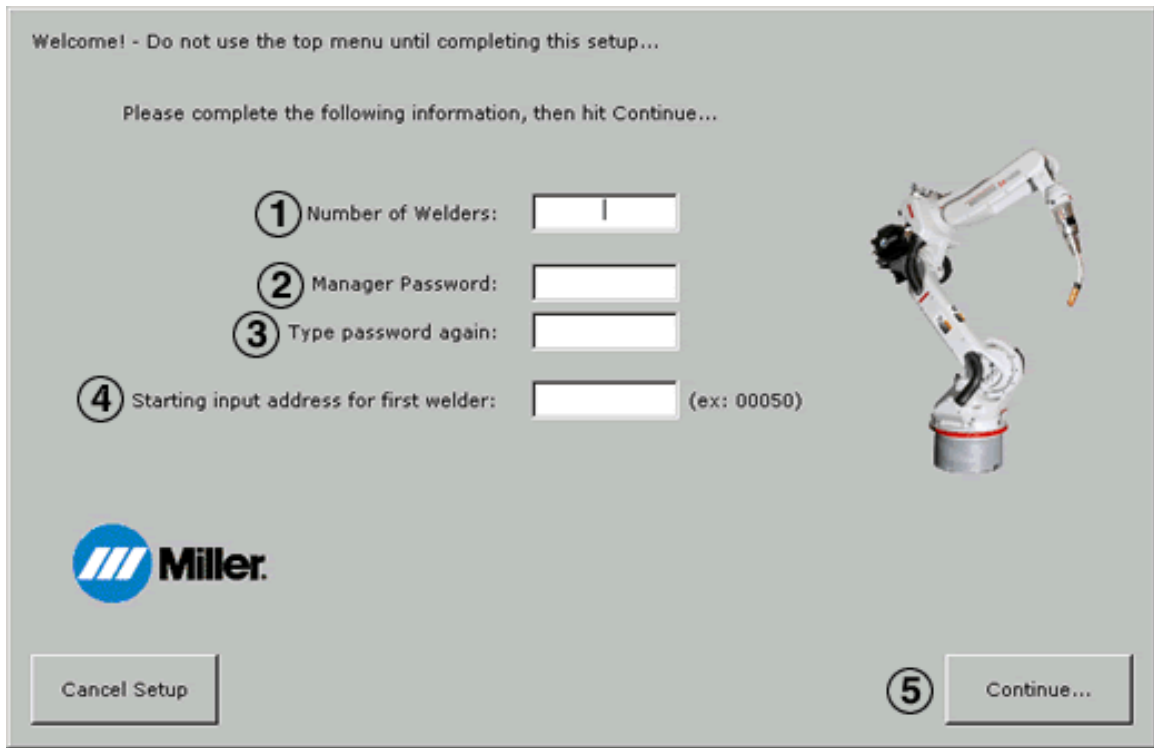 Welcome! - Do not use the top menu until completing this setup...
Please complete the following information, then hit Continue...
1 Number of Welders:
2 Manager Password:
3 Type password again:
4 Starting input address for first welder: (ex: 00050)
Miller.
Cancel Setup
5 Continue...